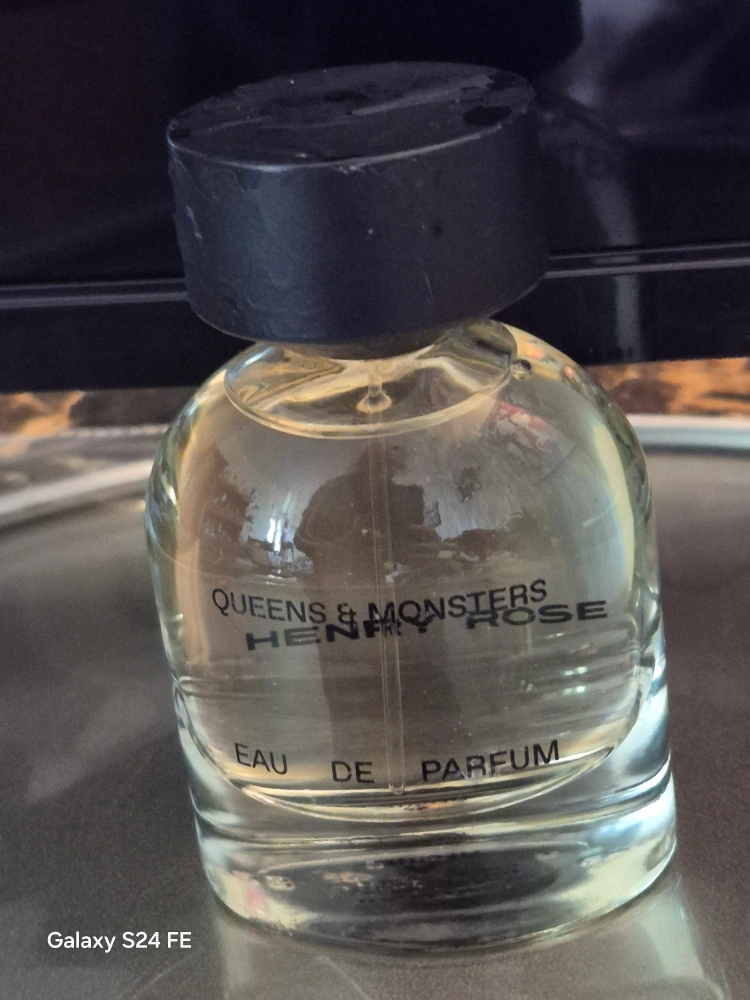 QUEENS & MONSTERS
HENRY ROSE
EAU DE PARFUM
Galaxy S24 FE